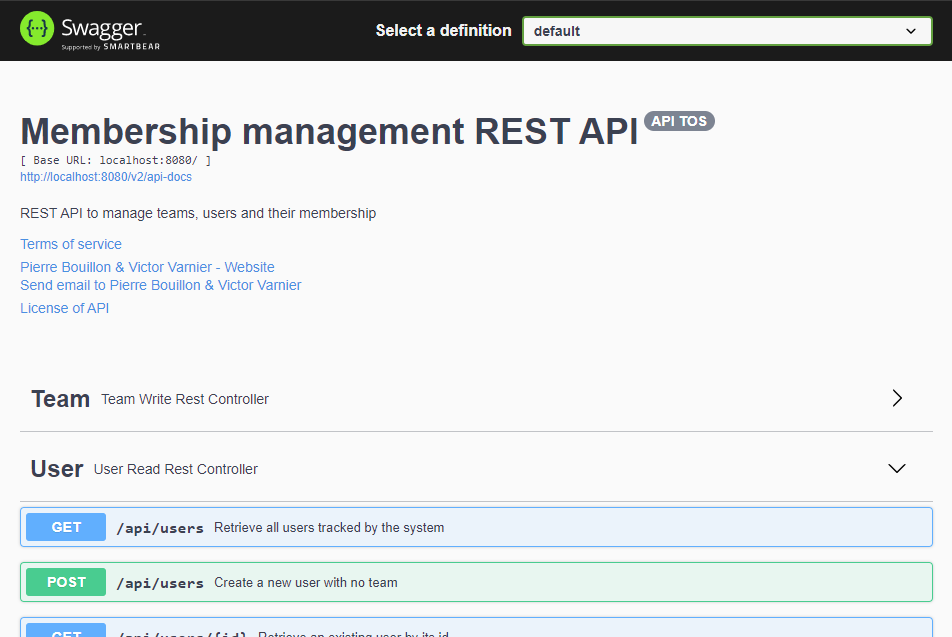 Swagger
Supported by SMARTBEAR
Select a definition
default
Membership management REST API
API TOS
[ Base URL: localhost:8080/ ]
http://localhost:8080/v2/api-docs
REST API to manage teams, users and their membership
Terms of service
Pierre Bouillon & Victor Varnier - Website
Send email to Pierre Bouillon & Victor Varnier
License of API
Team Team Write Rest Controller
User User Read Rest Controller
GET /api/users Retrieve all users tracked by the system
POST /api/users Create a new user with no team
GET /api/users/{id} Retrieve an existing user by its id